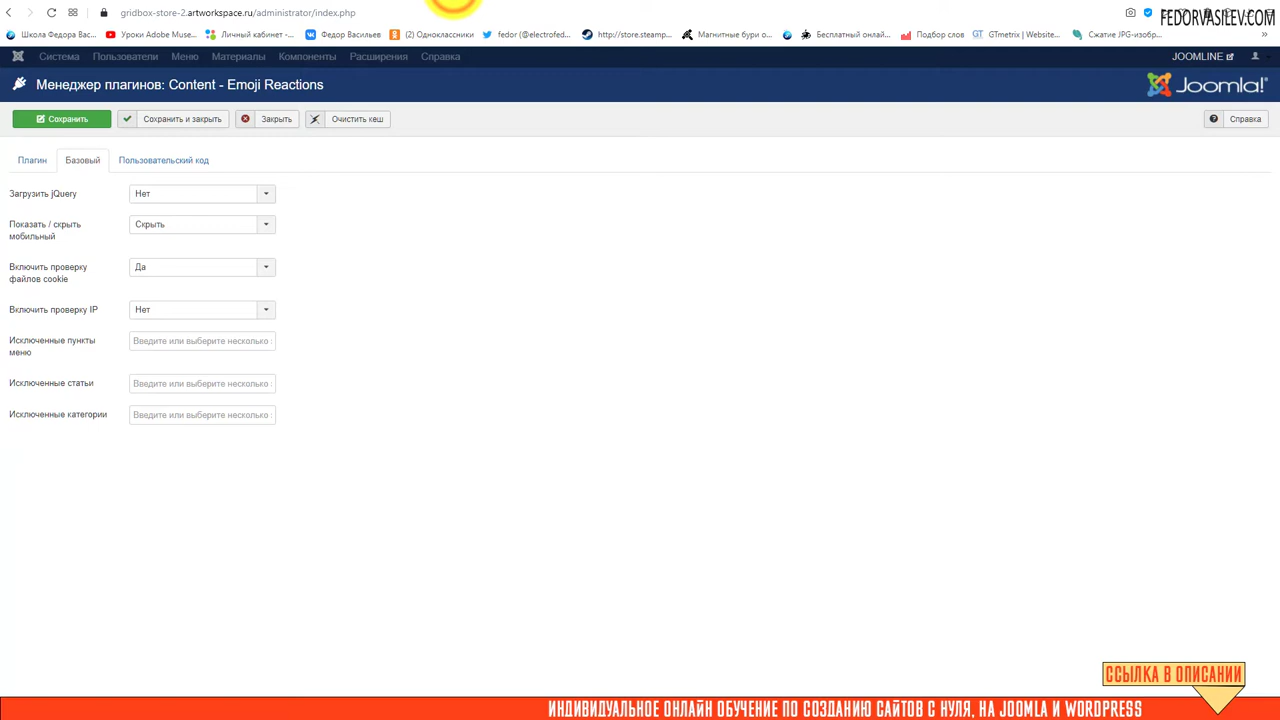 gridbox-store-2.artworkspace.ru/administrator/index.php
FEDORVASILEV.COM
Школа Федора Вас... Уроки Adobe Muse... Личный кабинет -... Федор Васильев (2) Одноклассники fedor (@electrofed... http://store.steamp... Магнитные бури о... Бесплатный онлай... Подбор слов GTmetrix | Website... Сжатие JPG-изобр... »
Система Пользователи Меню Материалы Компоненты Расширения Справка JOOMLINE
Менеджер плагинов: Content - Emoji Reactions Joomla!®
Сохранить Сохранить и закрыть Закрыть Очистить кеш Справка
Плагин Базовый Пользовательский код
Загрузить jQuery Нет
Показать / скрыть Скрыть
мобильный
Включить проверку Да
файлов cookie
Включить проверку IP Нет
Исключенные пункты Введите или выберите несколько
меню
Исключенные статьи Введите или выберите несколько
Исключенные категории Введите или выберите несколько
ССЫЛКА В ОПИСАНИИ
ИНДИВИДУАЛЬНОЕ ОНЛАЙН ОБУЧЕНИЕ ПО СОЗДАНИЮ САЙТОВ С НУЛЯ, НА JOOMLA И WORDPRESS